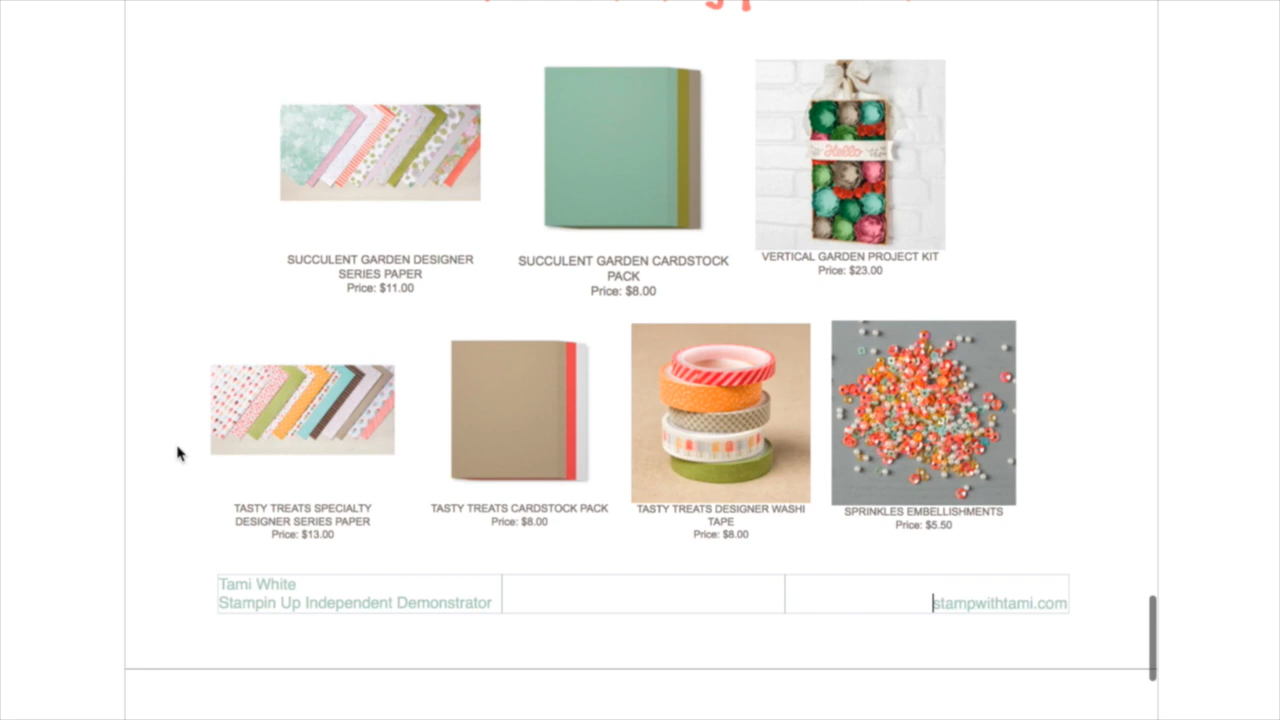 Hello
SUCCULENT GARDEN DESIGNER
SERIES PAPER
Price: $11.00
SUCCULENT GARDEN CARDSTOCK
PACK
Price: $8.00
VERTICAL GARDEN PROJECT KIT
Price: $23.00
TASTY TREATS SPECIALTY
DESIGNER SERIES PAPER
Price: $13.00
TASTY TREATS CARDSTOCK PACK
Price: $8.00
TASTY TREATS DESIGNER WASHI
TAPE
Price: $8.00
SPRINKLES EMBELLISHMENTS
Price: $5.50
Tami White
Stampin Up Independent Demonstrator
stampwithtami.com